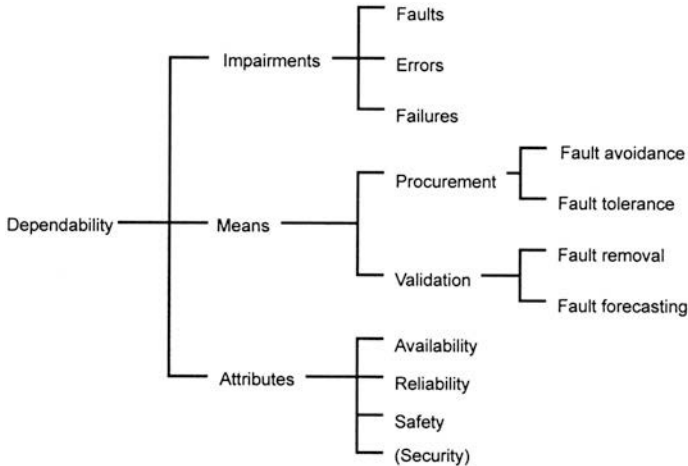 Faults
Impairments
Errors
Failures
Fault avoidance
Procurement
Fault tolerance
Dependability
Means
Fault removal
Validation
Fault forecasting
Availability
Attributes
Reliability
Safety
(Security)